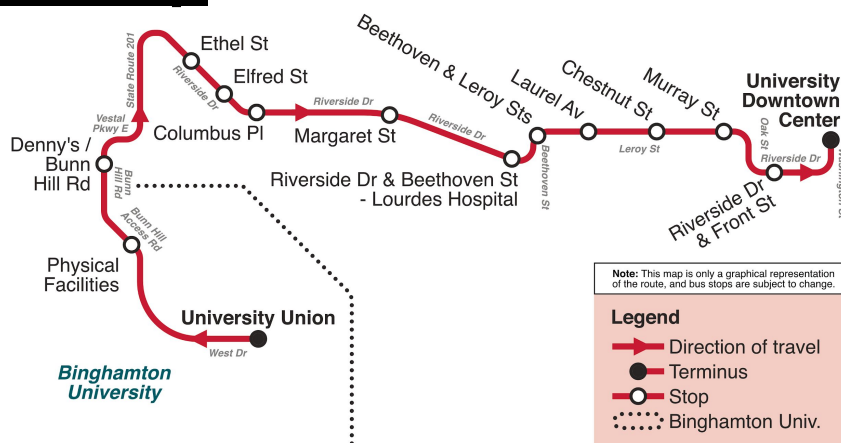 Ethel St
Elfred St
Columbus Pl
Margaret St
State Route 201
Riverside Dr
Riverside Dr
Riverside Dr
Vestal
Pkwy E
Denny's /
Bunn
Hill Rd
Bunn
Hill Rd
Bunn Hill
Access Rd
Physical
Facilities
University Union
West Dr
Binghamton
University
Riverside Dr & Beethoven St
- Lourdes Hospital
Beethoven & Leroy Sts
Beethoven St
Laurel Av
Chestnut St
Murray St
Leroy St
Oak St
University
Downtown
Center
Riverside Dr
Riverside Dr
& Front St
Note: This map is only a graphical representation
of the route, and bus stops are subject to change.
Legend
Direction of travel
Terminus
Stop
Binghamton Univ.